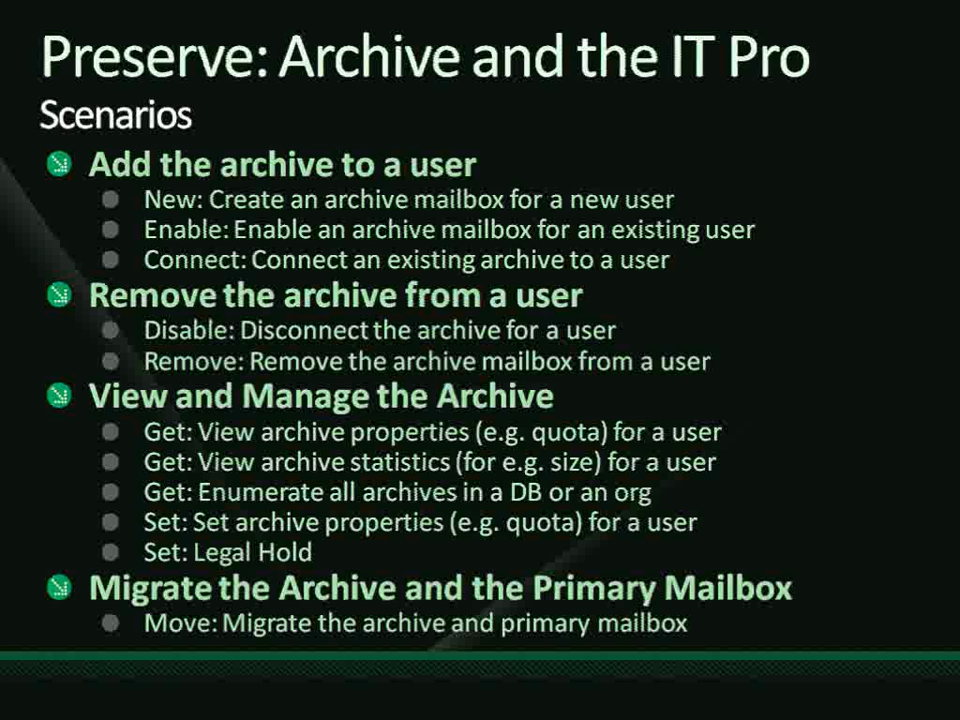 Preserve: Archive and the IT Pro
Scenarios
Add the archive to a user
New: Create an archive mailbox for a new user
Enable: Enable an archive mailbox for an existing user
Connect: Connect an existing archive to a user
Remove the archive from a user
Disable: Disconnect the archive for a user
Remove: Remove the archive mailbox from a user
View and Manage the Archive
Get: View archive properties (e.g. quota) for a user
Get: View archive statistics (for e.g. size) for a user
Get: Enumerate all archives in a DB or an org
Set: Set archive properties (e.g. quota) for a user
Set: Legal Hold
Migrate the Archive and the Primary Mailbox
Move: Migrate the archive and primary mailbox